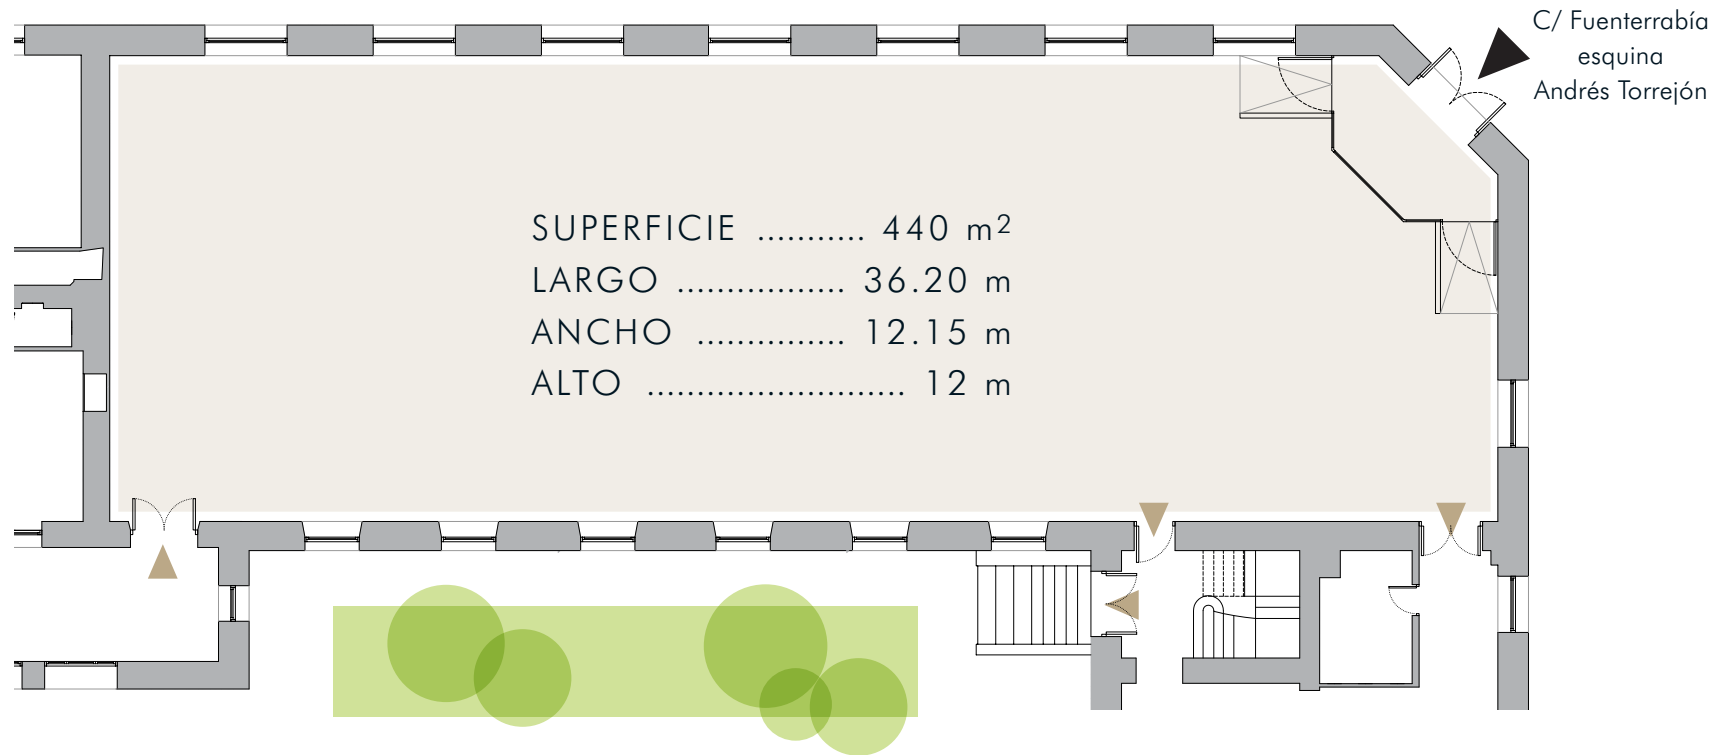 C/ Fuenterrabía
esquina
Andrés Torrejón
SUPERFICIE ........... 440 m²
LARGO ................. 36.20 m
ANCHO ............... 12.15 m
ALTO .......................... 12 m